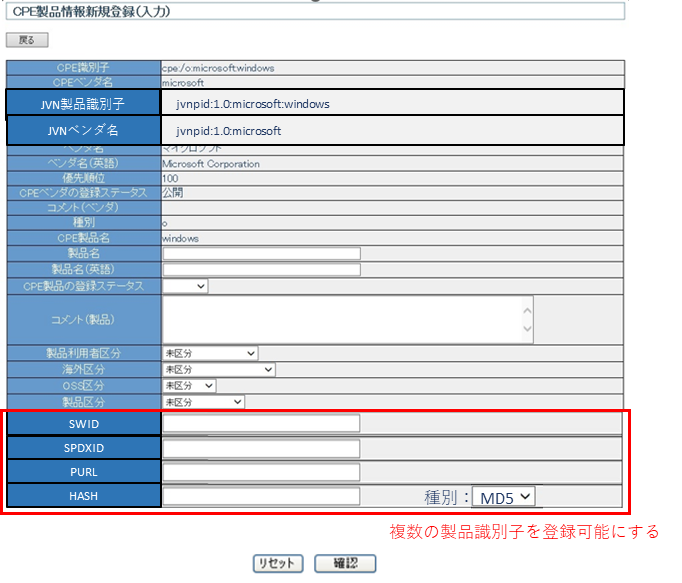 CPE製品情報新規登録(入力)
戻る
CPE識別子 cpe:/o:microsoft:windows
CPEベンダ名 microsoft
JVN製品識別子 jvnpid:1.0:microsoft:windows
JVNベンダ名 jvnpid:1.0:microsoft
ベンダ名 マイクロソフト
ベンダ名(英語) Microsoft Corporation
優先順位 100
CPEベンダの登録ステータス 公開
コメント(ベンダ)
種別 o
CPE製品名 windows
製品名
製品名(英語)
CPE製品の登録ステータス
コメント(製品)
製品利用者区分 未区分
海外区分 未区分
OSS区分 未区分
製品区分 未区分
SWID
SPDXID
PURL
HASH 種別：MD5
複数の製品識別子を登録可能にする
リセット 確認